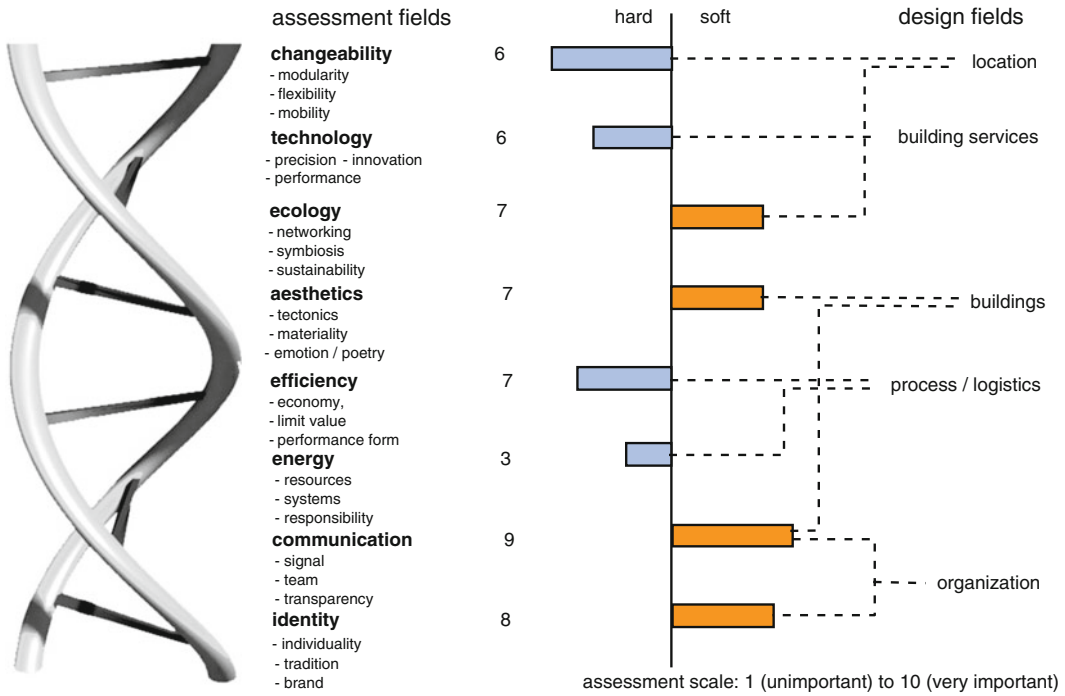 assessment fields hard soft design fields
changeability 6
- modularity
- flexibility
- mobility
location
technology 6
- precision - innovation
- performance
building services
ecology 7
- networking
- symbiosis
- sustainability
aesthetics 7
- tectonics
- materiality
- emotion / poetry
buildings
efficiency 7
- economy,
- limit value
- performance form
process / logistics
energy 3
- resources
- systems
- responsibility
communication 9
- signal
- team
- transparency
organization
identity 8
- individuality
- tradition
- brand
assessment scale: 1 (unimportant) to 10 (very important)